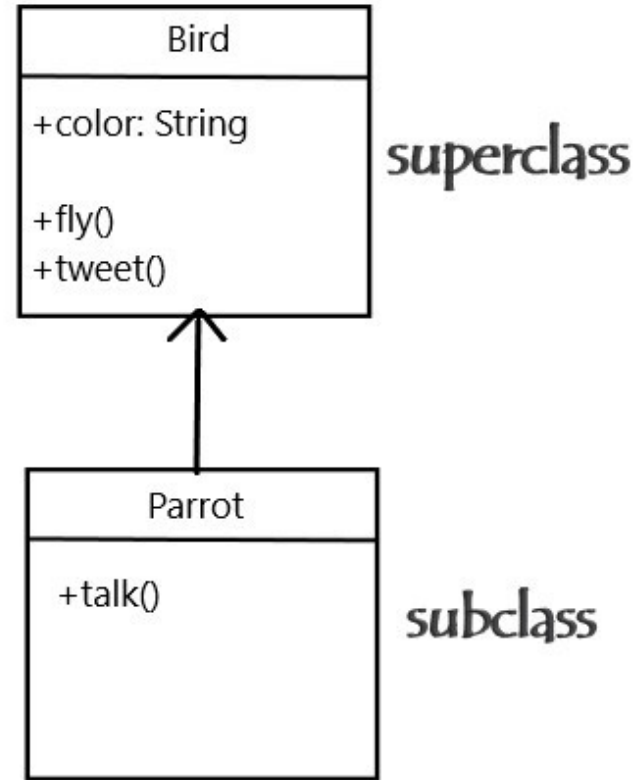 Bird
+color: String
superclass
+fly()
+tweet()
Parrot
+talk()
subclass